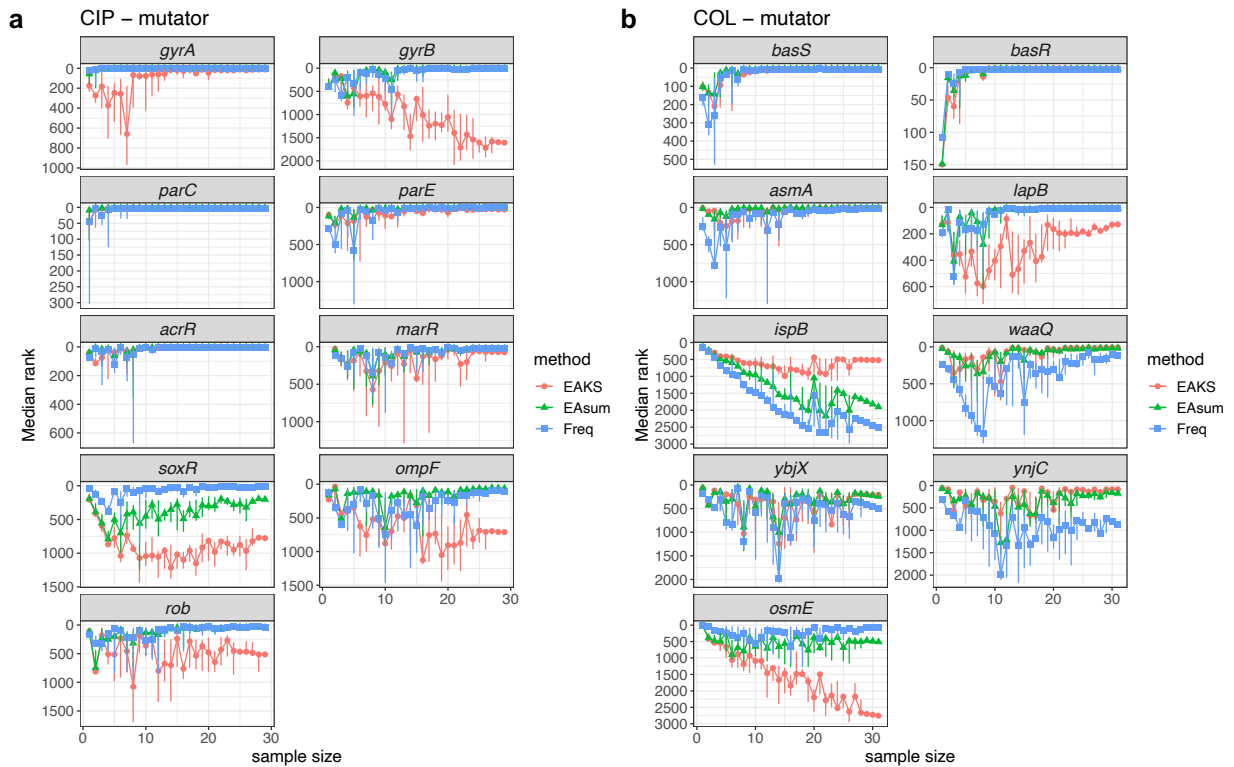 a
CIP − mutator
gyrA
0
200
400
600
800
1000
gyrB
0
500
1000
1500
2000
parC
0
50
100
150
200
250
300
parE
0
500
1000
acrR
0
200
400
600
marR
0
500
1000
soxR
0
500
1000
1500
ompF
0
500
1000
1500
rob
0
500
1000
1500
0
10
20
30
0
10
20
30
Median rank
sample size
method
EAKS
EAsum
Freq
b
COL − mutator
basS
0
100
200
300
400
500
basR
0
50
100
150
asmA
0
500
1000
lapB
0
200
400
600
ispB
500
1000
1500
2000
2500
3000
waaQ
0
500
1000
ybjX
0
500
1000
1500
2000
ynjC
0
500
1000
1500
2000
osmE
0
500
1000
1500
2000
2500
3000
0
10
20
30
0
10
20
30
Median rank
sample size
method
EAKS
EAsum
Freq